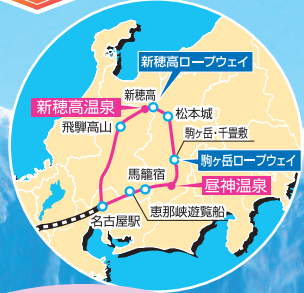 新穂高ロープウェイ
新穂高
新穂高温泉
松本城
飛騨高山
駒ヶ岳・千畳敷
駒ヶ岳ロープウェイ
馬籠宿
昼神温泉
恵那峡遊覧船
名古屋駅